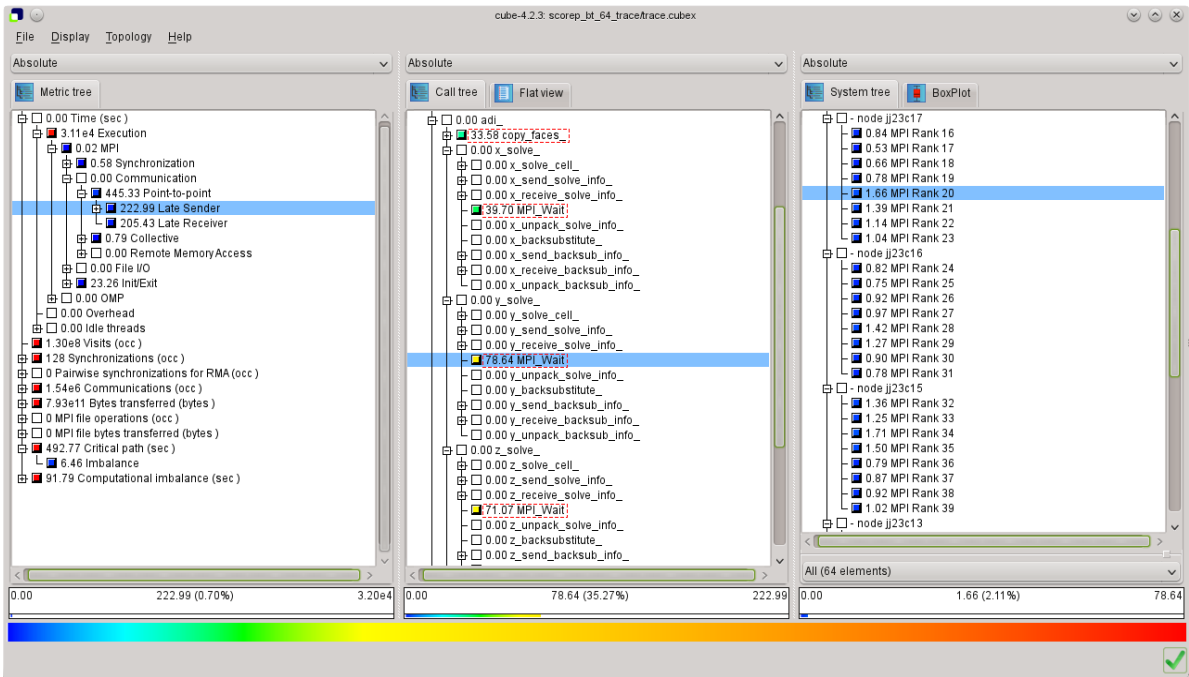 cube-4.2.3: scorep_bt_64_trace/trace.cubex
File Display Topology Help
Absolute
Metric tree
0.00 Time (sec )
3.11e4 Execution
0.02 MPI
0.58 Synchronization
0.00 Communication
445.33 Point-to-point
222.99 Late Sender
205.43 Late Receiver
0.79 Collective
0.00 Remote Memory Access
0.00 File I/O
23.26 Init/Exit
0.00 OMP
0.00 Overhead
0.00 Idle threads
1.30e8 Visits (occ )
128 Synchronizations (occ )
0 Pairwise synchronizations for RMA (occ )
1.54e6 Communications (occ )
7.93e11 Bytes transferred (bytes )
0 MPI file operations (occ )
0 MPI file bytes transferred (bytes )
492.77 Critical path (sec )
6.46 Imbalance
91.79 Computational imbalance (sec )
0.00 222.99 (0.70%) 3.20e4
Absolute
Call tree Flat view
0.00 adi_
33.58 copy_faces_
0.00 x_solve_
0.00 x_solve_cell_
0.00 x_send_solve_info_
0.00 x_receive_solve_info_
39.70 MPI_Wait
0.00 x_unpack_solve_info_
0.00 x_backsubstitute_
0.00 x_send_backsub_info_
0.00 x_receive_backsub_info_
0.00 x_unpack_backsub_info_
0.00 y_solve_
0.00 y_solve_cell_
0.00 y_send_solve_info_
0.00 y_receive_solve_info_
78.64 MPI_Wait
0.00 y_unpack_solve_info_
0.00 y_backsubstitute_
0.00 y_send_backsub_info_
0.00 y_receive_backsub_info_
0.00 y_unpack_backsub_info_
0.00 z_solve_
0.00 z_solve_cell_
0.00 z_send_solve_info_
0.00 z_receive_solve_info_
71.07 MPI_Wait
0.00 z_unpack_solve_info_
0.00 z_backsubstitute_
0.00 z_send_backsub_info_
0.00 78.64 (35.27%) 222.99
Absolute
System tree BoxPlot
- node jj23c17
0.84 MPI Rank 16
0.53 MPI Rank 17
0.66 MPI Rank 18
0.78 MPI Rank 19
1.66 MPI Rank 20
1.39 MPI Rank 21
1.14 MPI Rank 22
1.04 MPI Rank 23
- node jj23c16
0.82 MPI Rank 24
0.75 MPI Rank 25
0.92 MPI Rank 26
0.97 MPI Rank 27
1.42 MPI Rank 28
1.27 MPI Rank 29
0.90 MPI Rank 30
0.78 MPI Rank 31
- node jj23c15
1.36 MPI Rank 32
1.25 MPI Rank 33
1.71 MPI Rank 34
1.50 MPI Rank 35
0.79 MPI Rank 36
0.87 MPI Rank 37
0.92 MPI Rank 38
1.02 MPI Rank 39
- node jj23c13
All (64 elements)
0.00 1.66 (2.11%) 78.64